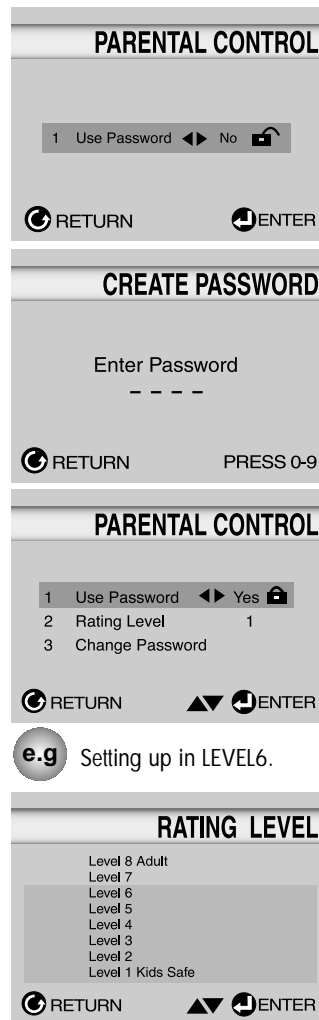 PARENTAL CONTROL
1 Use Password ◀▶ No
RETURN ENTER
CREATE PASSWORD
Enter Password
– – – –
RETURN PRESS 0-9
PARENTAL CONTROL
1 Use Password ◀▶ Yes
2 Rating Level 1
3 Change Password
RETURN ▲▼ ENTER
e.g Setting up in LEVEL6.
RATING LEVEL
Level 8 Adult
Level 7
Level 6
Level 5
Level 4
Level 3
Level 2
Level 1 Kids Safe
RETURN ▲▼ ENTER